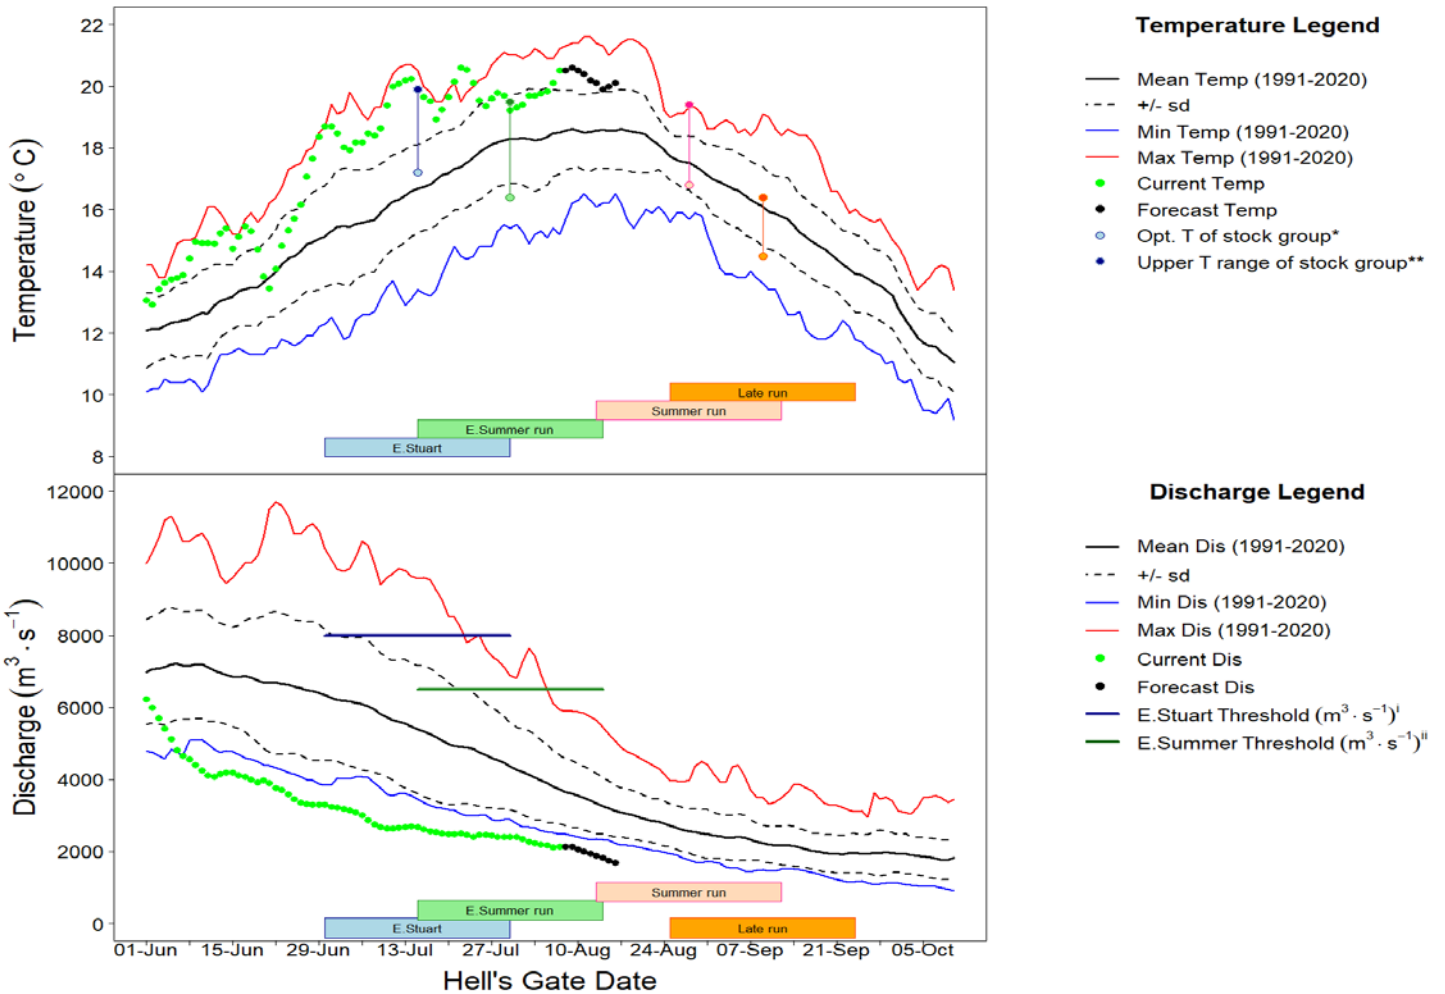 22
20
18
16
14
12
10
8
Temperature (° C)
Late run
Summer run
E.Summer run
E.Stuart
Temperature Legend
Mean Temp (1991-2020)
+/- sd
Min Temp (1991-2020)
Max Temp (1991-2020)
Current Temp
Forecast Temp
Opt. T of stock group*
Upper T range of stock group**
12000
10000
8000
6000
4000
2000
0
Discharge (m³ · s⁻¹)
Summer run
E.Summer run
E.Stuart
Late run
01-Jun 15-Jun 29-Jun 13-Jul 27-Jul 10-Aug 24-Aug 07-Sep 21-Sep 05-Oct
Hell's Gate Date
Discharge Legend
Mean Dis (1991-2020)
+/- sd
Min Dis (1991-2020)
Max Dis (1991-2020)
Current Dis
Forecast Dis
E.Stuart Threshold (m³ · s⁻¹)ⁱ
E.Summer Threshold (m³ · s⁻¹)ⁱⁱ